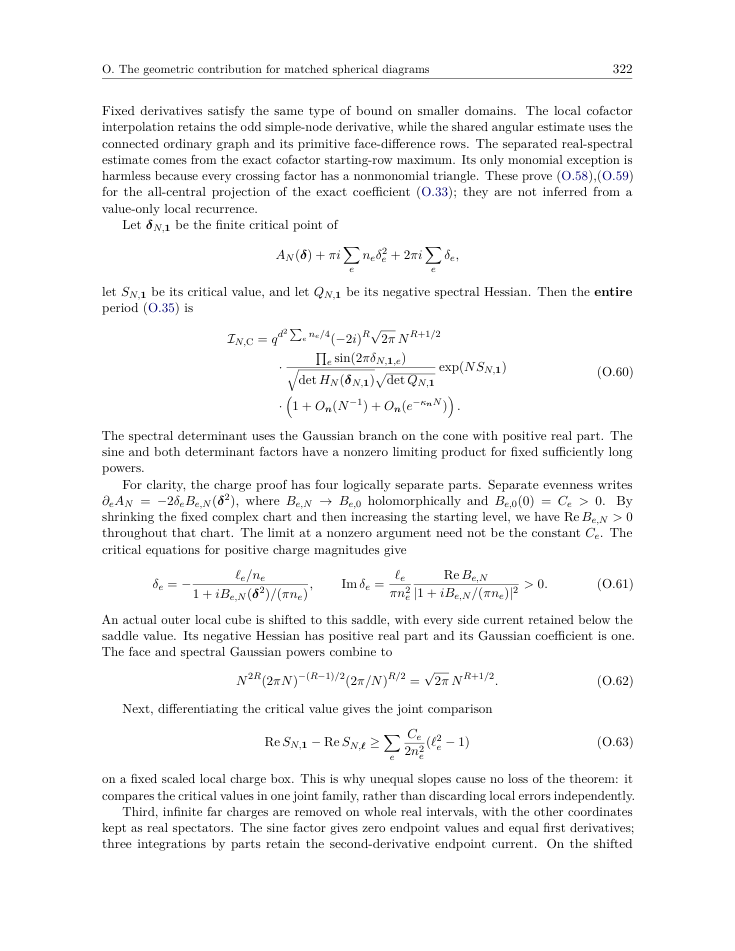 O. The geometric contribution for matched spherical diagrams 322
Fixed derivatives satisfy the same type of bound on smaller domains. The local cofactor
interpolation retains the odd simple-node derivative, while the shared angular estimate uses the
connected ordinary graph and its primitive face-difference rows. The separated real-spectral
estimate comes from the exact cofactor starting-row maximum. Its only monomial exception is
harmless because every crossing factor has a nonmonomial triangle. These prove (O.58),(O.59)
for the all-central projection of the exact coefficient (O.33); they are not inferred from a
value-only local recurrence.
Let δ_{N,1} be the finite critical point of
A_N(δ) + πi ∑_e n_e δ_e^2 + 2πi ∑_e δ_e,
let S_{N,1} be its critical value, and let Q_{N,1} be its negative spectral Hessian. Then the entire
period (O.35) is
I_{N,C} = q^{d^2 ∑_e n_e/4} (−2i)^R √(2π) N^{R+1/2}
· ∏_e sin(2πδ_{N,1,e}) / (√(det H_N(δ_{N,1})) √(det Q_{N,1})) exp(N S_{N,1}) (O.60)
· (1 + O_n(N^{−1}) + O_n(e^{−κ_n N})).
The spectral determinant uses the Gaussian branch on the cone with positive real part. The
sine and both determinant factors have a nonzero limiting product for fixed sufficiently long
powers.
For clarity, the charge proof has four logically separate parts. Separate evenness writes
∂_e A_N = −2δ_e B_{e,N}(δ^2), where B_{e,N} → B_{e,0} holomorphically and B_{e,0}(0) = C_e > 0. By
shrinking the fixed complex chart and then increasing the starting level, we have Re B_{e,N} > 0
throughout that chart. The limit at a nonzero argument need not be the constant C_e. The
critical equations for positive charge magnitudes give
δ_e = − (ℓ_e/n_e) / (1 + iB_{e,N}(δ^2)/(πn_e)), Im δ_e = (ℓ_e / πn_e^2) (Re B_{e,N} / |1 + iB_{e,N}/(πn_e)|^2) > 0. (O.61)
An actual outer local cube is shifted to this saddle, with every side current retained below the
saddle value. Its negative Hessian has positive real part and its Gaussian coefficient is one.
The face and spectral Gaussian powers combine to
N^{2R}(2πN)^{−(R−1)/2}(2π/N)^{R/2} = √(2π) N^{R+1/2}. (O.62)
Next, differentiating the critical value gives the joint comparison
Re S_{N,1} − Re S_{N,ℓ} ≥ ∑_e (C_e / 2n_e^2) (ℓ_e^2 − 1) (O.63)
on a fixed scaled local charge box. This is why unequal slopes cause no loss of the theorem: it
compares the critical values in one joint family, rather than discarding local errors independently.
Third, infinite far charges are removed on whole real intervals, with the other coordinates
kept as real spectators. The sine factor gives zero endpoint values and equal first derivatives;
three integrations by parts retain the second-derivative endpoint current. On the shifted